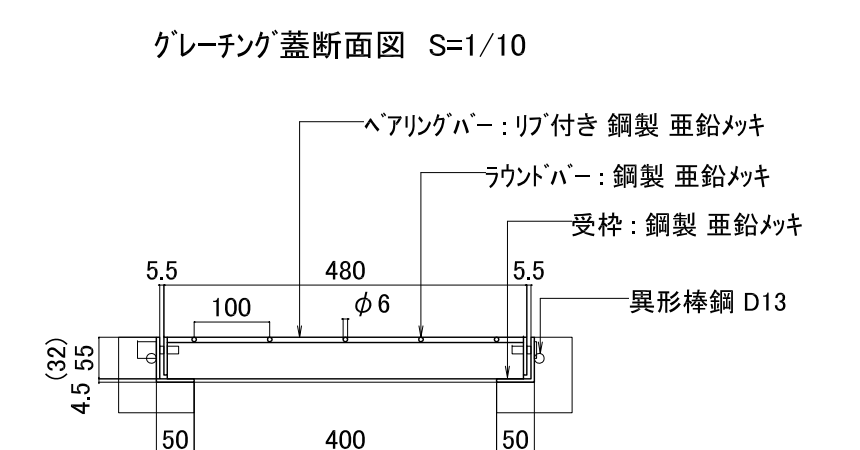 ｸﾞﾚｰﾁﾝｸﾞ蓋断面図 S=1/10
ﾍﾞｱﾘﾝｸﾞﾊﾞｰ：ﾘﾌﾞ付き 鋼製 亜鉛ﾒｯｷ
ﾗｳﾝﾄﾞﾊﾞｰ：鋼製 亜鉛ﾒｯｷ
受枠：鋼製 亜鉛ﾒｯｷ
5.5 480 5.5
100 φ6 異形棒鋼 D13
(32) 55
4.5
50 400 50